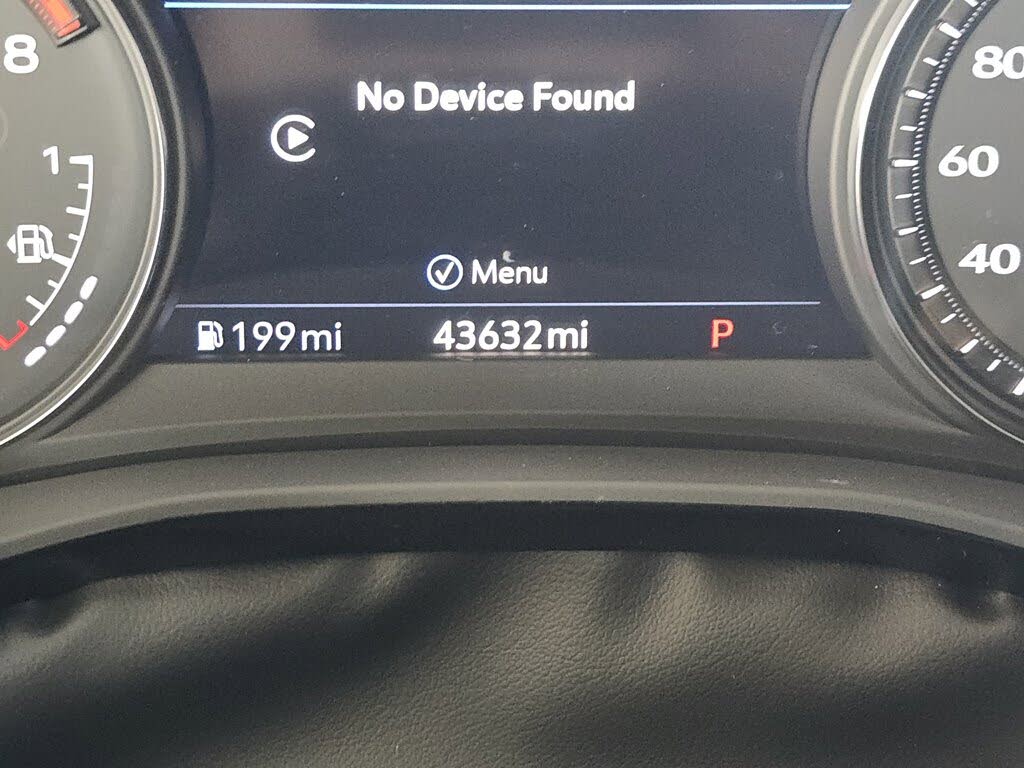 8
80
No Device Found
1
60
40
Menu
199mi
43632mi
P